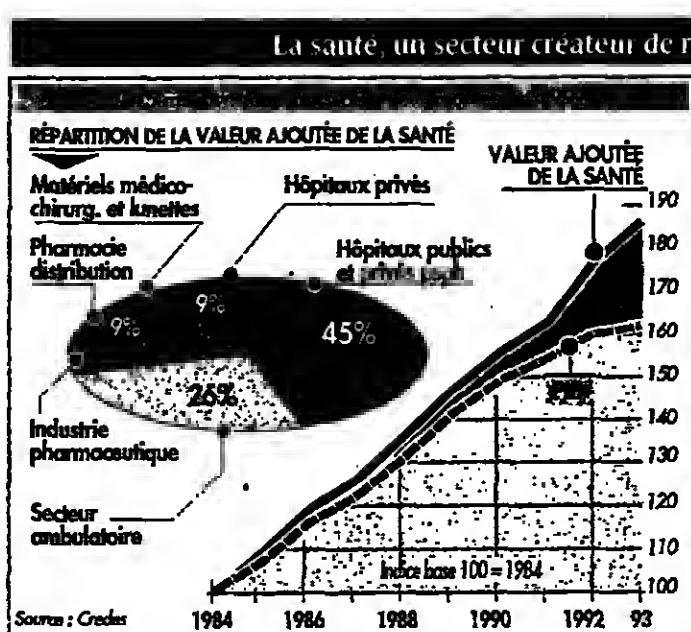 La santé, un secteur créateur de r
RÉPARTITION DE LA VALEUR AJOUTÉE DE LA SANTÉ
Matériels médico-
chirurg. et lunettes
Hôpitaux privés
Pharmacie
distribution
Hôpitaux publics
et privés
9%
9%
45%
26%
Industrie
pharmaceutique
Secteur
ambulatoire
VALEUR AJOUTÉE
DE LA SANTÉ
190
180
170
160
150
140
130
120
110
100
Indice base 100 = 1984
1984
1986
1988
1990
1992
93
Source : Credes